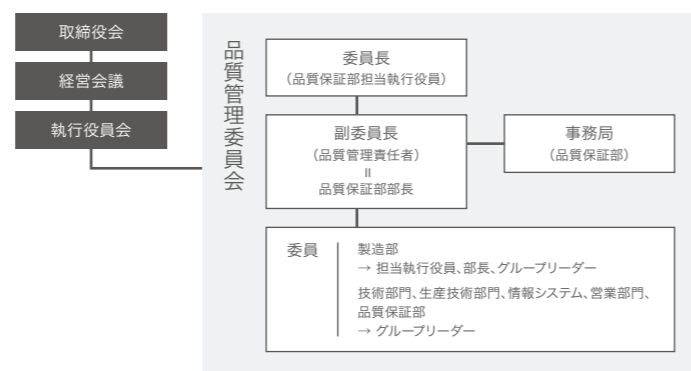 取締役会
経営会議
執行役員会
品質管理委員会
委員長
（品質保証部担当執行役員）
副委員長
（品質管理責任者）
＝
品質保証部部長
事務局
（品質保証部）
委員
製造部
→ 担当執行役員、部長、グループリーダー
技術部門、生産技術部門、情報システム、営業部門、
品質保証部
→ グループリーダー